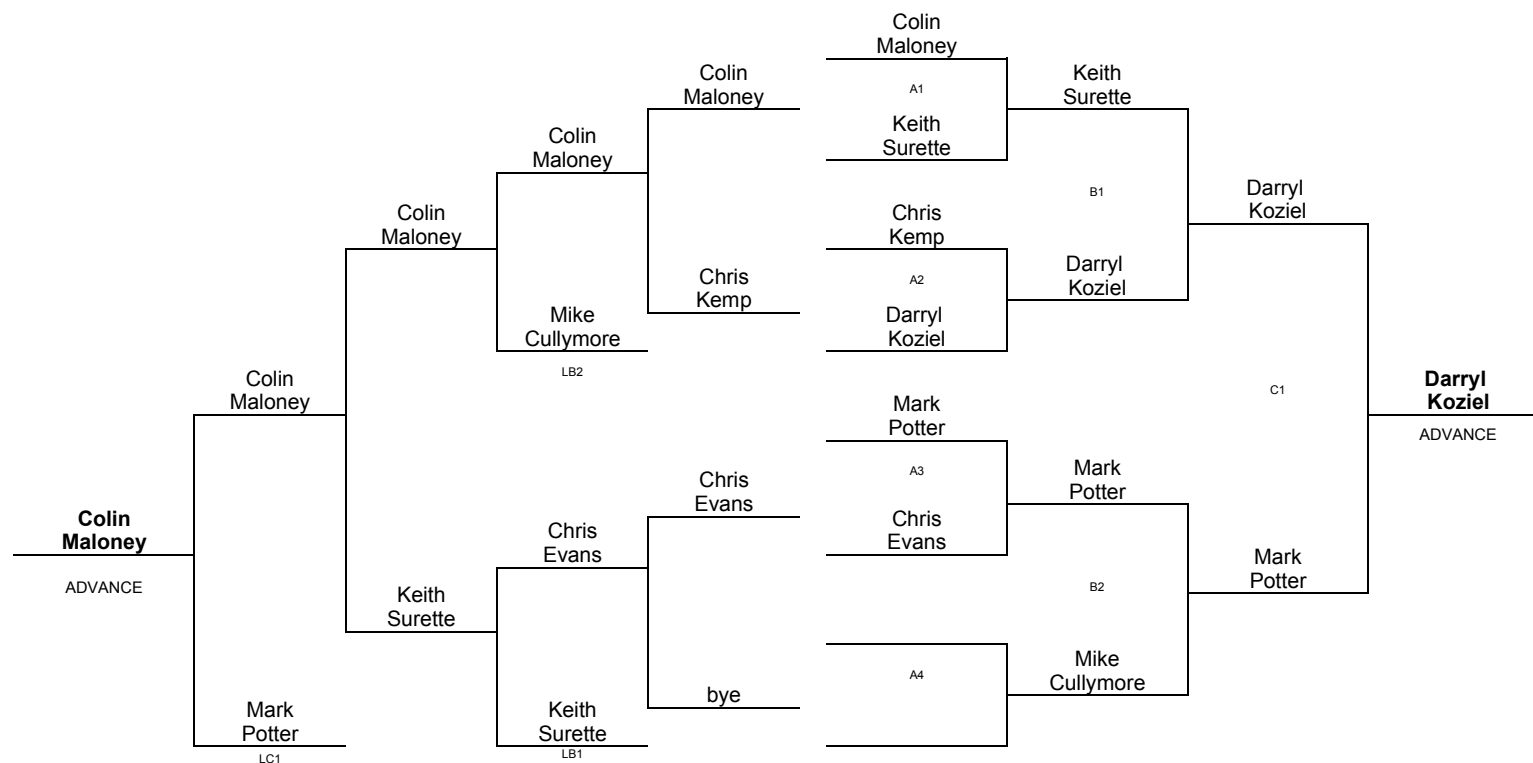 Colin
Maloney
Colin
Maloney
A1
Keith
Surette
Keith
Surette
Colin
Maloney
B1
Darryl
Koziel
Colin
Maloney
Chris
Kemp
Darryl
Koziel
Chris
Kemp
A2
Mike
Cullymore
Darryl
Koziel
LB2
Colin
Maloney
C1
Darryl
Koziel
ADVANCE
Mark
Potter
A3
Mark
Potter
Chris
Evans
Chris
Evans
Chris
Evans
Colin
Maloney
ADVANCE
Keith
Surette
B2
Mark
Potter
A4
Mike
Cullymore
bye
Mark
Potter
LC1
Keith
Surette
LB1